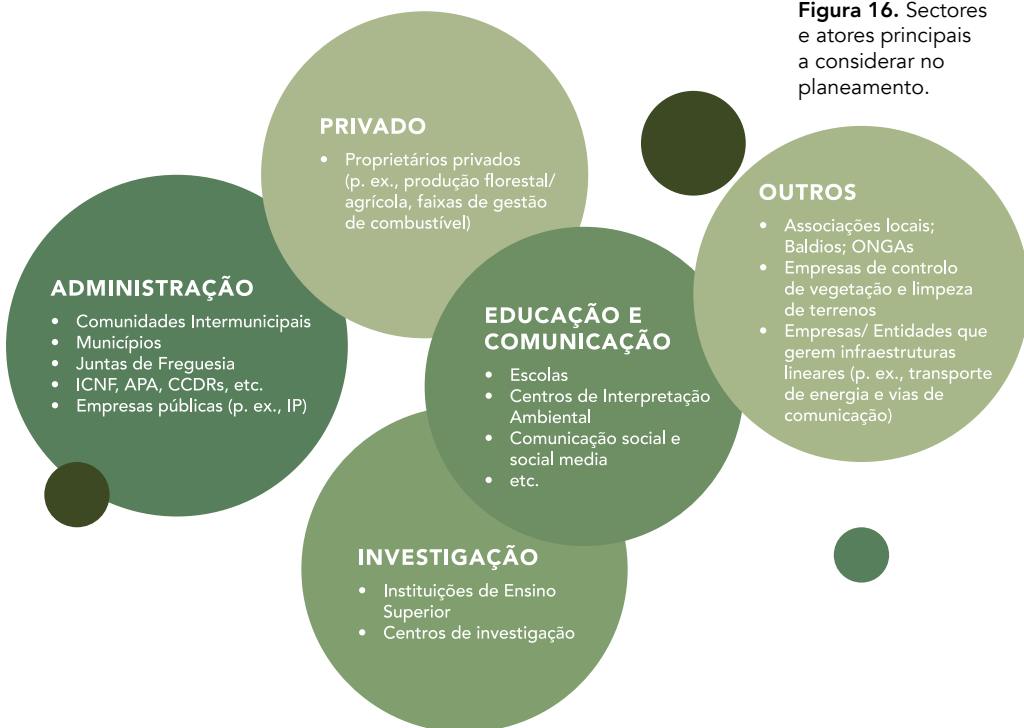 Figura 16. Sectores
e atores principais
a considerar no
planeamento.
PRIVADO
• Proprietários privados
(p. ex., produção florestal/
agrícola, faixas de gestão
de combustível)
OUTROS
• Associações locais;
Baldios; ONGAs
• Empresas de controlo
de vegetação e limpeza
de terrenos
• Empresas/ Entidades que
gerem infraestruturas
lineares (p. ex., transporte
de energia e vias de
comunicação)
ADMINISTRAÇÃO
• Comunidades Intermunicipais
• Municípios
• Juntas de Freguesia
• ICNF, APA, CCDRs, etc.
• Empresas públicas (p. ex., IP)
EDUCAÇÃO E
COMUNICAÇÃO
• Escolas
• Centros de Interpretação
Ambiental
• Comunicação social e
social media
• etc.
INVESTIGAÇÃO
• Instituições de Ensino
Superior
• Centros de investigação